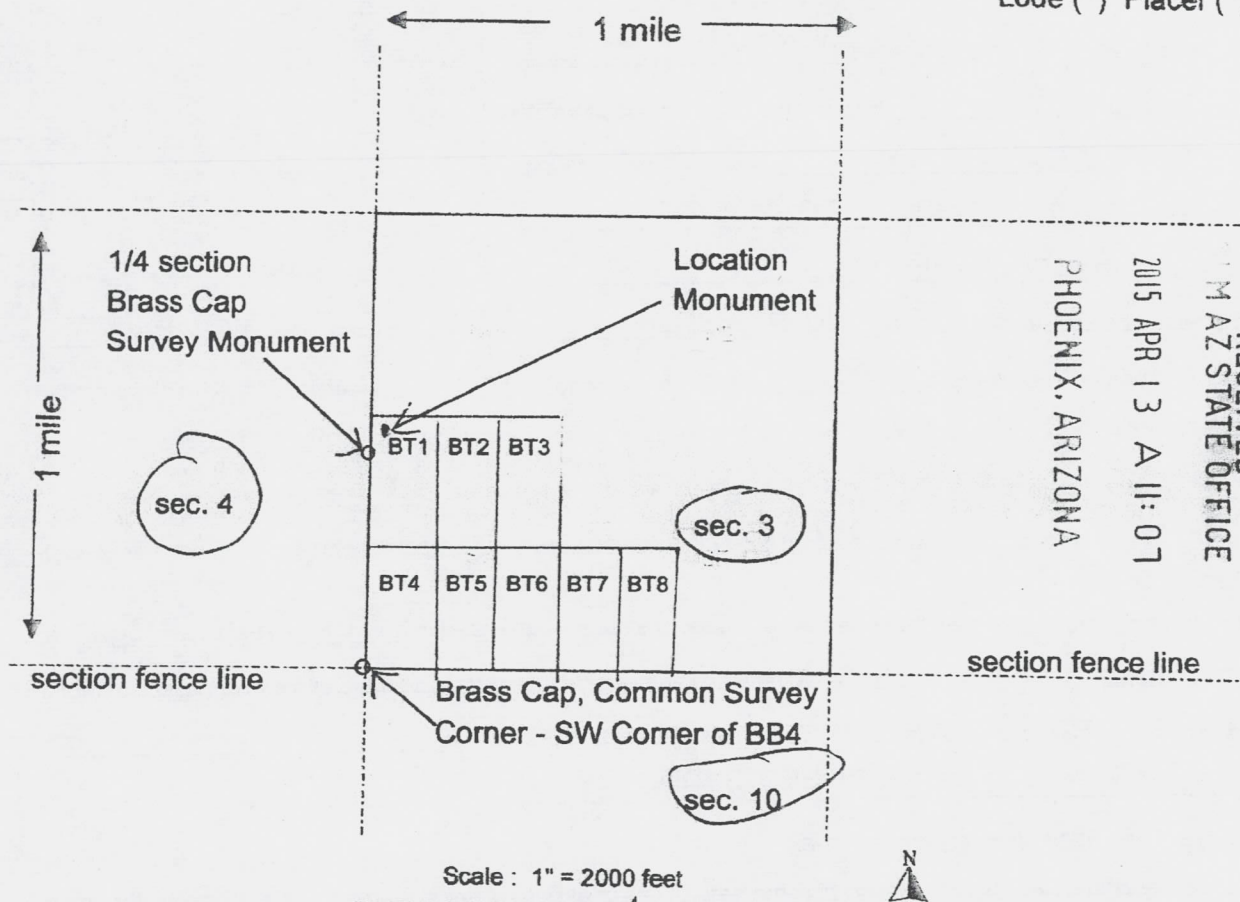 Lode ( ) Placer (
1 mile
1/4 section
Brass Cap
Survey Monument
Location
Monument
1 mile
BT1 BT2 BT3
sec. 4
sec. 3
BT4 BT5 BT6 BT7 BT8
section fence line
section fence line
Brass Cap, Common Survey
Corner - SW Corner of BB4
sec. 10
Scale : 1" = 2000 feet
N
M AZ STATE OFFICE
2015 APR 13 A 11: 07
PHOENIX, ARIZONA